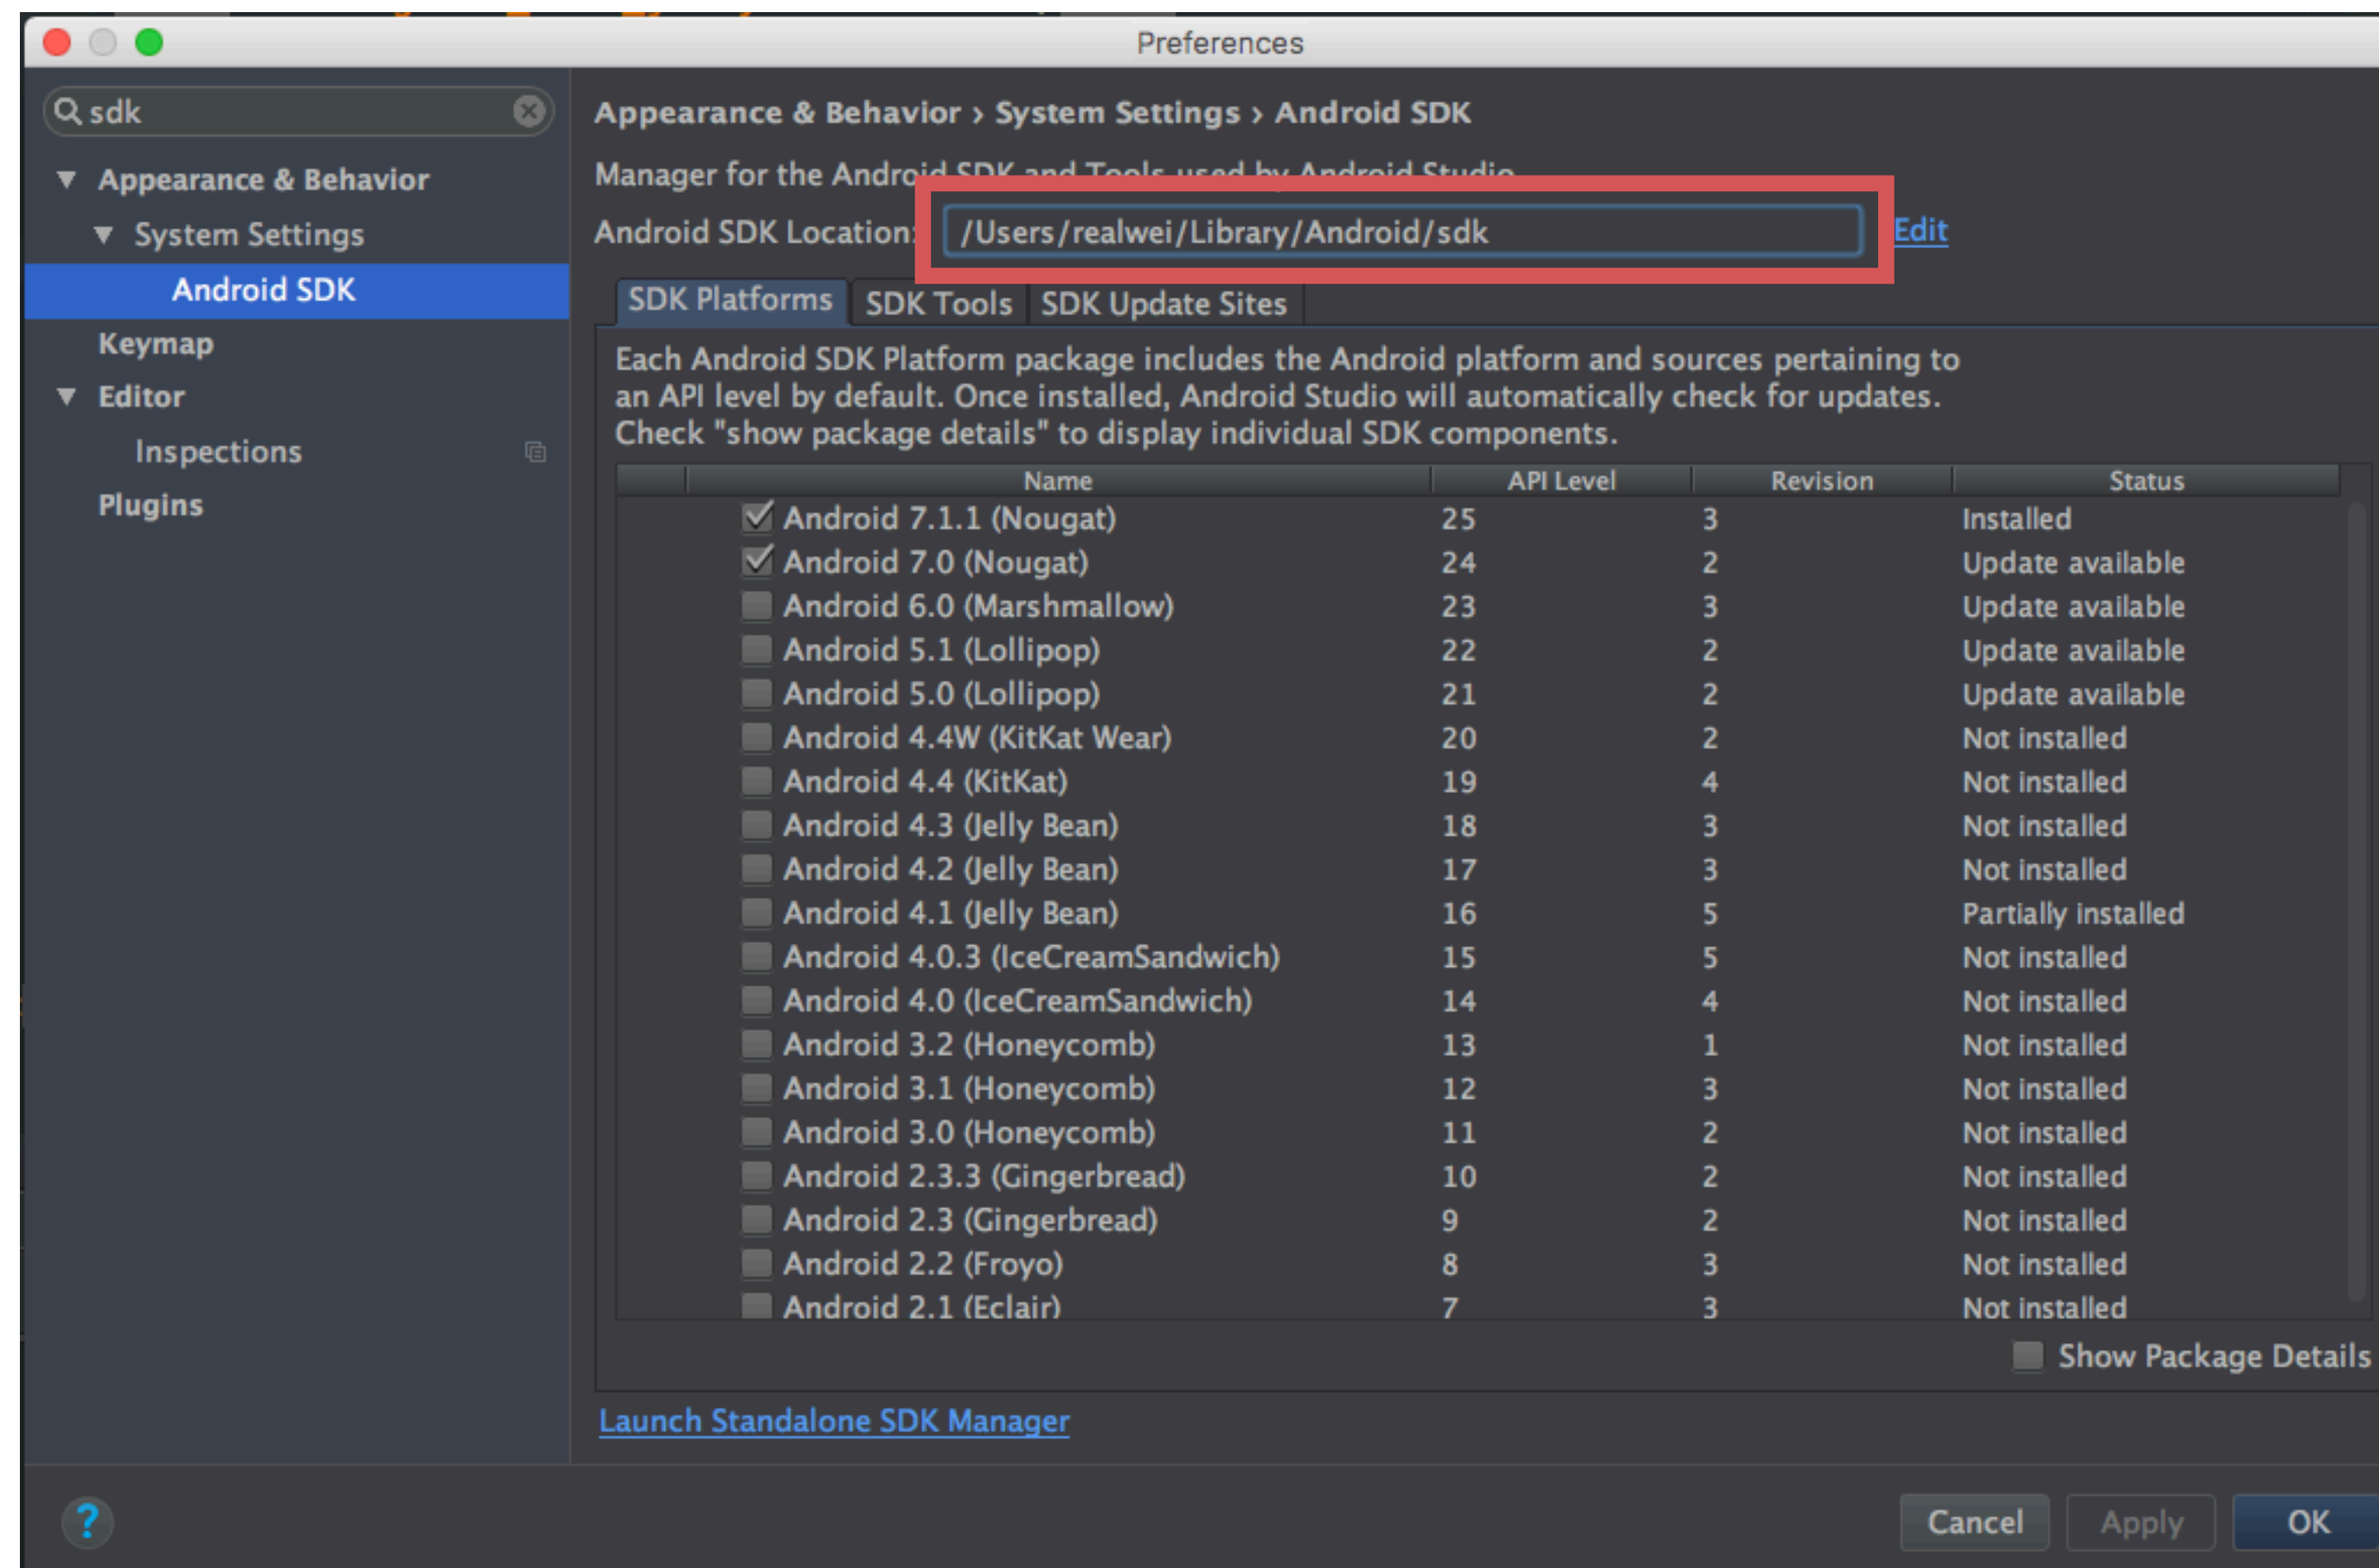 Preferences
sdk
Appearance & Behavior
System Settings
Android SDK
Keymap
Editor
Inspections
Plugins
Appearance & Behavior › System Settings › Android SDK
Manager for the Android SDK and Tools used by Android Studio
Android SDK Location: /Users/realwei/Library/Android/sdk Edit
SDK Platforms SDK Tools SDK Update Sites
Each Android SDK Platform package includes the Android platform and sources pertaining to
an API level by default. Once installed, Android Studio will automatically check for updates.
Check "show package details" to display individual SDK components.
Name API Level Revision Status
Android 7.1.1 (Nougat) 25 3 Installed
Android 7.0 (Nougat) 24 2 Update available
Android 6.0 (Marshmallow) 23 3 Update available
Android 5.1 (Lollipop) 22 2 Update available
Android 5.0 (Lollipop) 21 2 Update available
Android 4.4W (KitKat Wear) 20 2 Not installed
Android 4.4 (KitKat) 19 4 Not installed
Android 4.3 (Jelly Bean) 18 3 Not installed
Android 4.2 (Jelly Bean) 17 3 Not installed
Android 4.1 (Jelly Bean) 16 5 Partially installed
Android 4.0.3 (IceCreamSandwich) 15 5 Not installed
Android 4.0 (IceCreamSandwich) 14 4 Not installed
Android 3.2 (Honeycomb) 13 1 Not installed
Android 3.1 (Honeycomb) 12 3 Not installed
Android 3.0 (Honeycomb) 11 2 Not installed
Android 2.3.3 (Gingerbread) 10 2 Not installed
Android 2.3 (Gingerbread) 9 2 Not installed
Android 2.2 (Froyo) 8 3 Not installed
Android 2.1 (Eclair) 7 3 Not installed
Show Package Details
Launch Standalone SDK Manager
? Cancel Apply OK